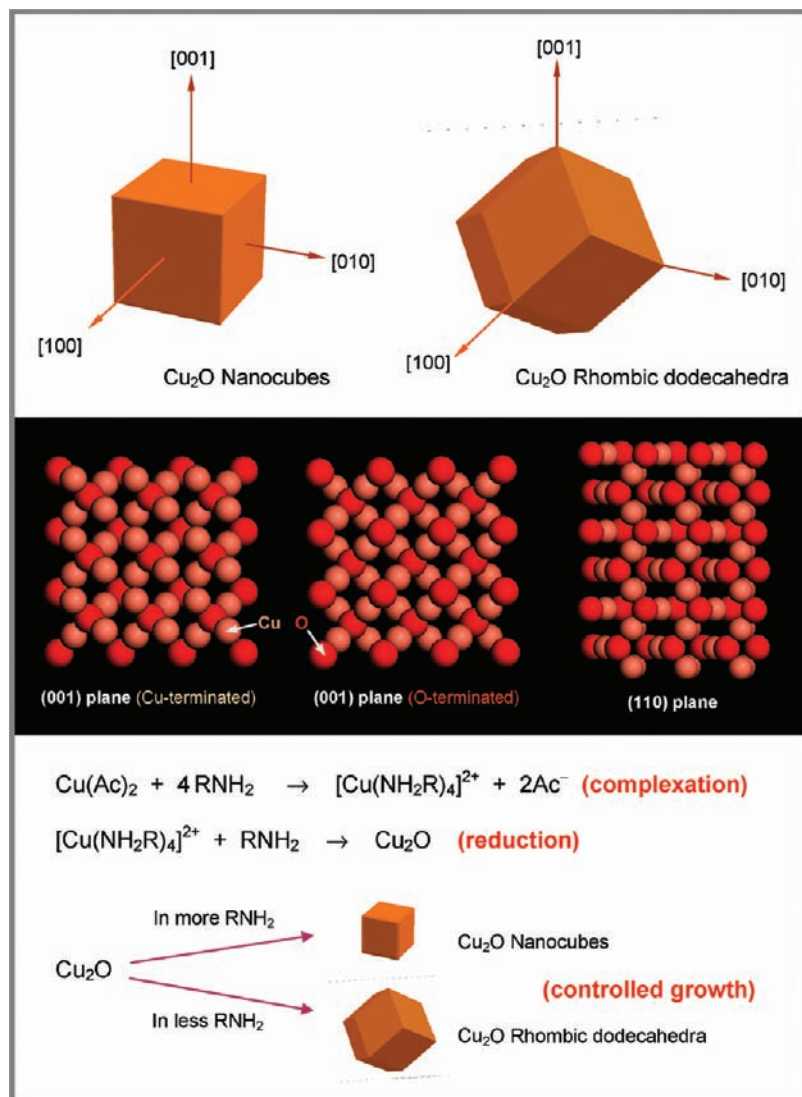 [001]
[010]
[100]
Cu₂O Nanocubes
[001]
[010]
[100]
Cu₂O Rhombic dodecahedra
Cu O
(001) plane (Cu-terminated)
(001) plane (O-terminated)
(110) plane
Cu(Ac)₂ + 4 RNH₂ → [Cu(NH₂R)₄]²⁺ + 2Ac⁻ (complexation)
[Cu(NH₂R)₄]²⁺ + RNH₂ → Cu₂O (reduction)
In more RNH₂
Cu₂O Nanocubes
Cu₂O
(controlled growth)
In less RNH₂
Cu₂O Rhombic dodecahedra